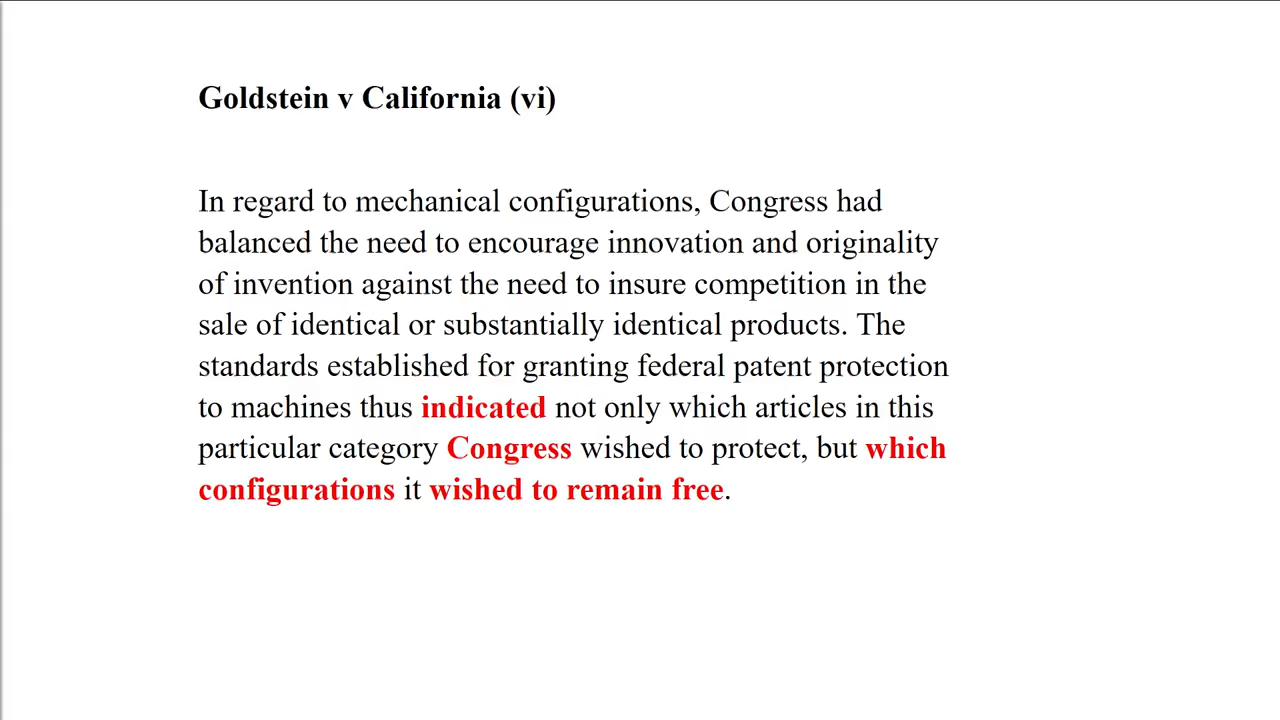 Goldstein v California (vi)
In regard to mechanical configurations, Congress had
balanced the need to encourage innovation and originality
of invention against the need to insure competition in the
sale of identical or substantially identical products. The
standards established for granting federal patent protection
to machines thus indicated not only which articles in this
particular category Congress wished to protect, but which
configurations it wished to remain free.